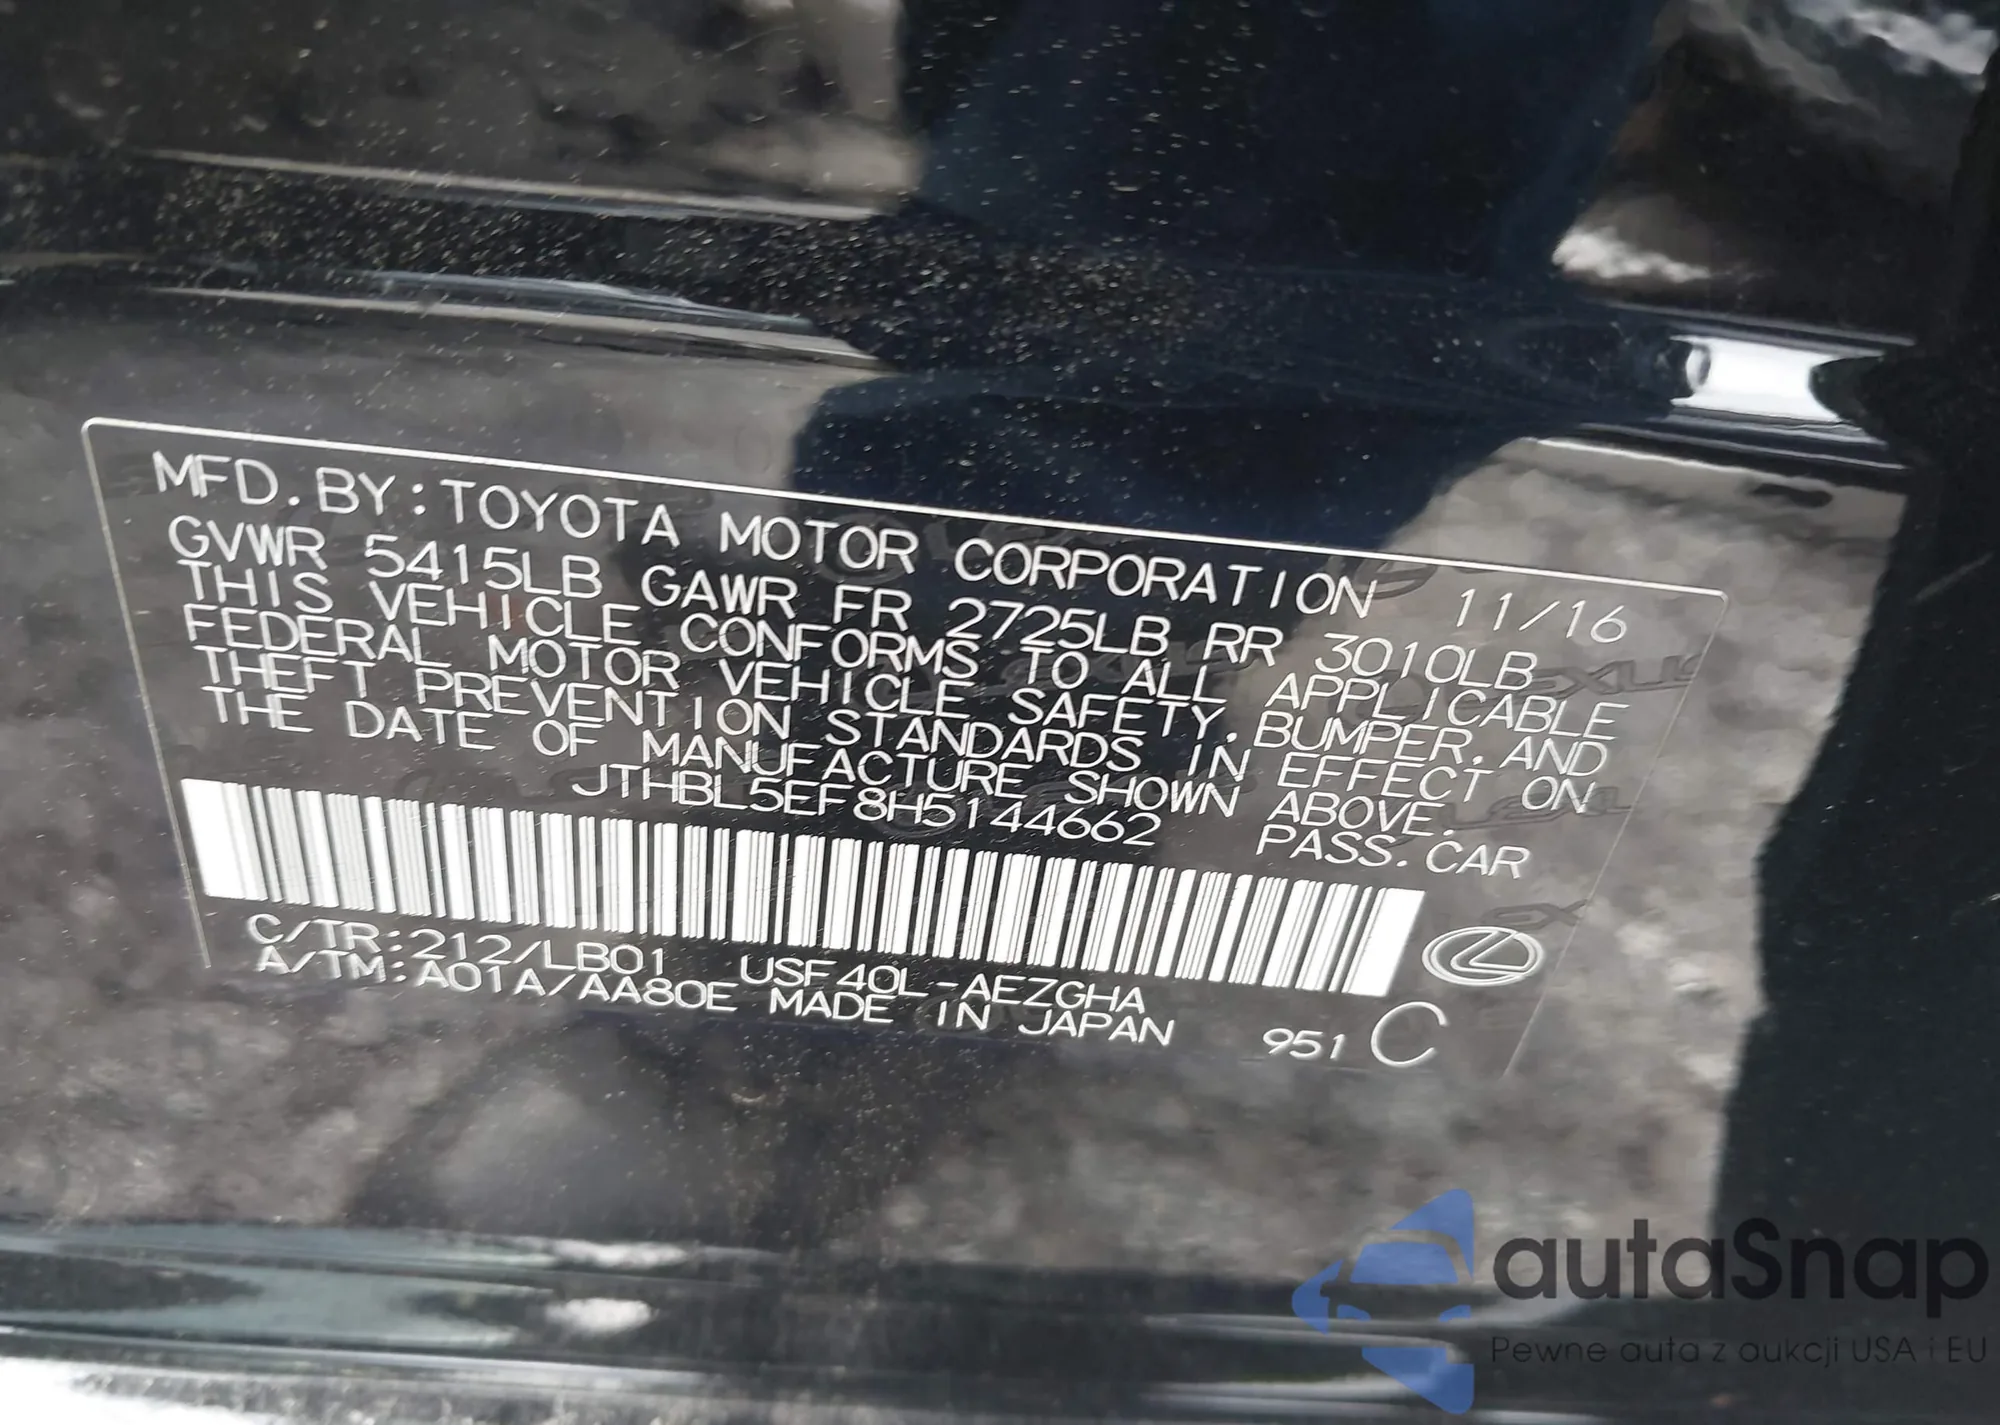 MFD. BY: TOYOTA MOTOR CORPORATION 11/16
GVWR 5415LB GAWR FR 2725LB RR 3010LB
THIS VEHICLE CONFORMS TO ALL APPLICABLE
FEDERAL MOTOR VEHICLE SAFETY, BUMPER, AND
THEFT PREVENTION STANDARDS IN EFFECT ON
THE DATE OF MANUFACTURE SHOWN ABOVE.
JTHBL5EF8H5144662 PASS. CAR
C/TR: 212/LB01 USF40L-AEZGHA
A/TM: A01A/AA80E MADE IN JAPAN 951 C
autaSnap
Pewne auta z aukcji USA i EU